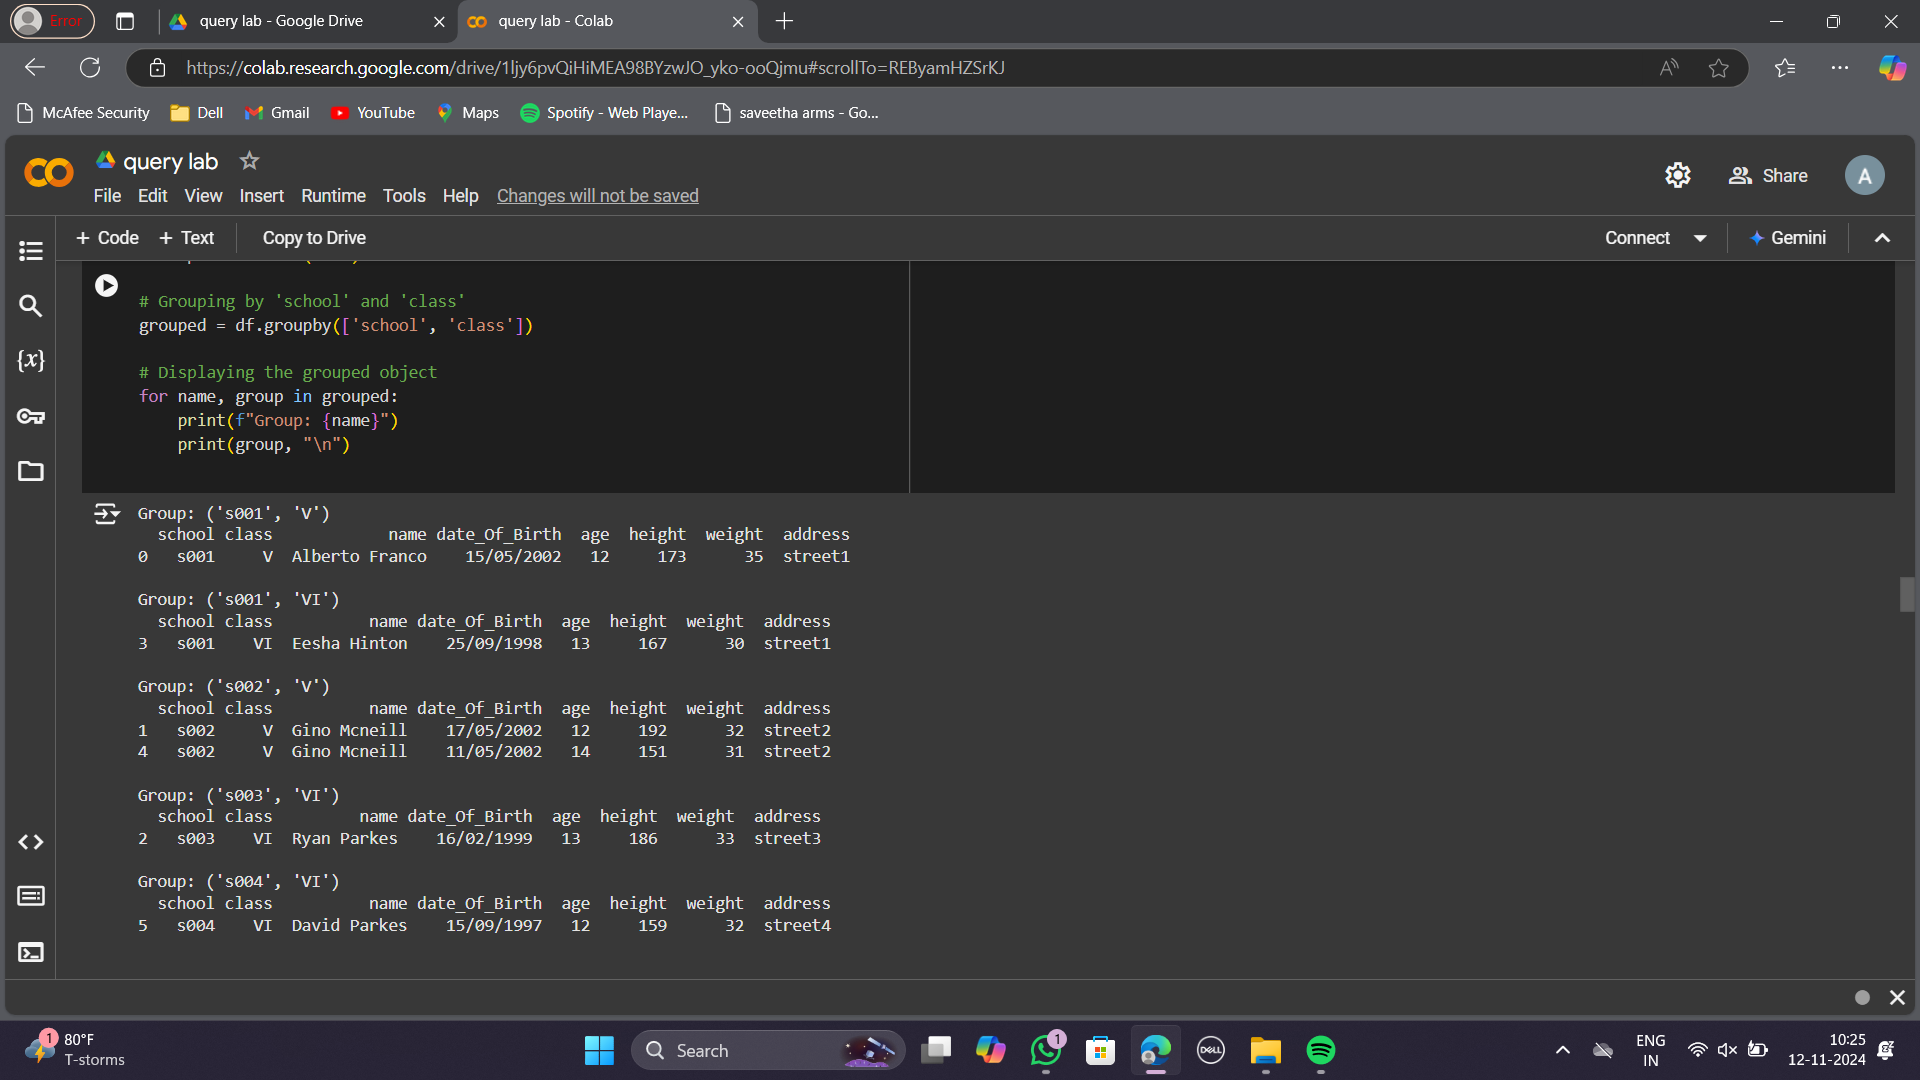 Error
query lab - Google Drive
query lab - Colab
https://colab.research.google.com/drive/1ljy6pvQiHiMEA98BYzwJO_yko-ooQjmu#scrollTo=REByamHZSrKJ
McAfee Security
Dell
Gmail
YouTube
Maps
Spotify - Web Playe...
saveetha arms - Go...
query lab
File Edit View Insert Runtime Tools Help Changes will not be saved
Share
A
+ Code + Text Copy to Drive
Connect
Gemini
# Grouping by 'school' and 'class'
grouped = df.groupby(['school', 'class'])
# Displaying the grouped object
for name, group in grouped:
    print(f"Group: {name}")
    print(group, "\n")
Group: ('s001', 'V')
  school class            name date_Of_Birth  age  height  weight  address
0   s001     V  Alberto Franco    15/05/2002   12     173      35  street1
Group: ('s001', 'VI')
  school class          name date_Of_Birth  age  height  weight  address
3   s001    VI  Eesha Hinton    25/09/1998   13     167      30  street1
Group: ('s002', 'V')
  school class          name date_Of_Birth  age  height  weight  address
1   s002     V  Gino Mcneill    17/05/2002   12     192      32  street2
4   s002     V  Gino Mcneill    11/05/2002   14     151      31  street2
Group: ('s003', 'VI')
  school class         name date_Of_Birth  age  height  weight  address
2   s003    VI  Ryan Parkes    16/02/1999   13     186      33  street3
Group: ('s004', 'VI')
  school class          name date_Of_Birth  age  height  weight  address
5   s004    VI  David Parkes    15/09/1997   12     159      32  street4
1
80°F
T-storms
Search
1
DELL
ENG
IN
10:25
12-11-2024